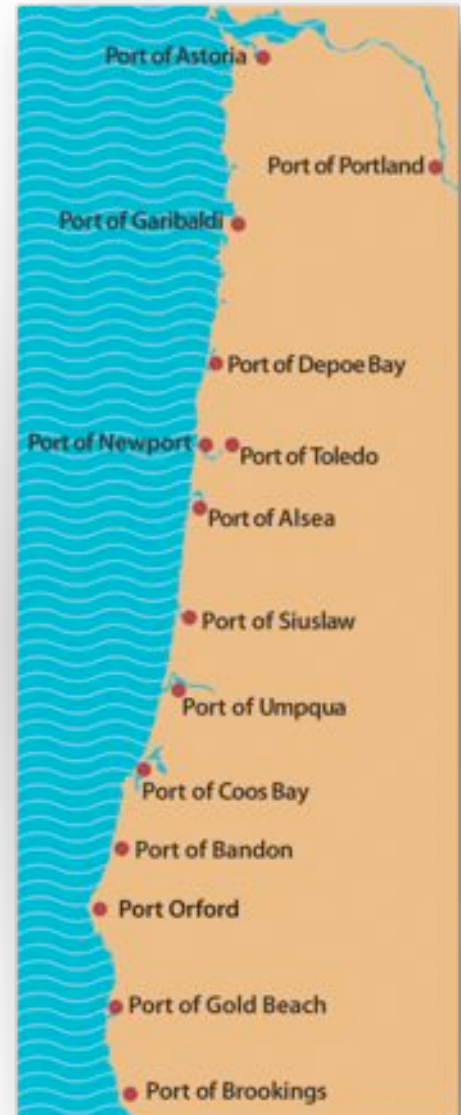 Port of Astoria
Port of Portland
Port of Garibaldi
Port of Depoe Bay
Port of Newport
Port of Toledo
Port of Alsea
Port of Siuslaw
Port of Umpqua
Port of Coos Bay
Port of Bandon
Port Orford
Port of Gold Beach
Port of Brookings